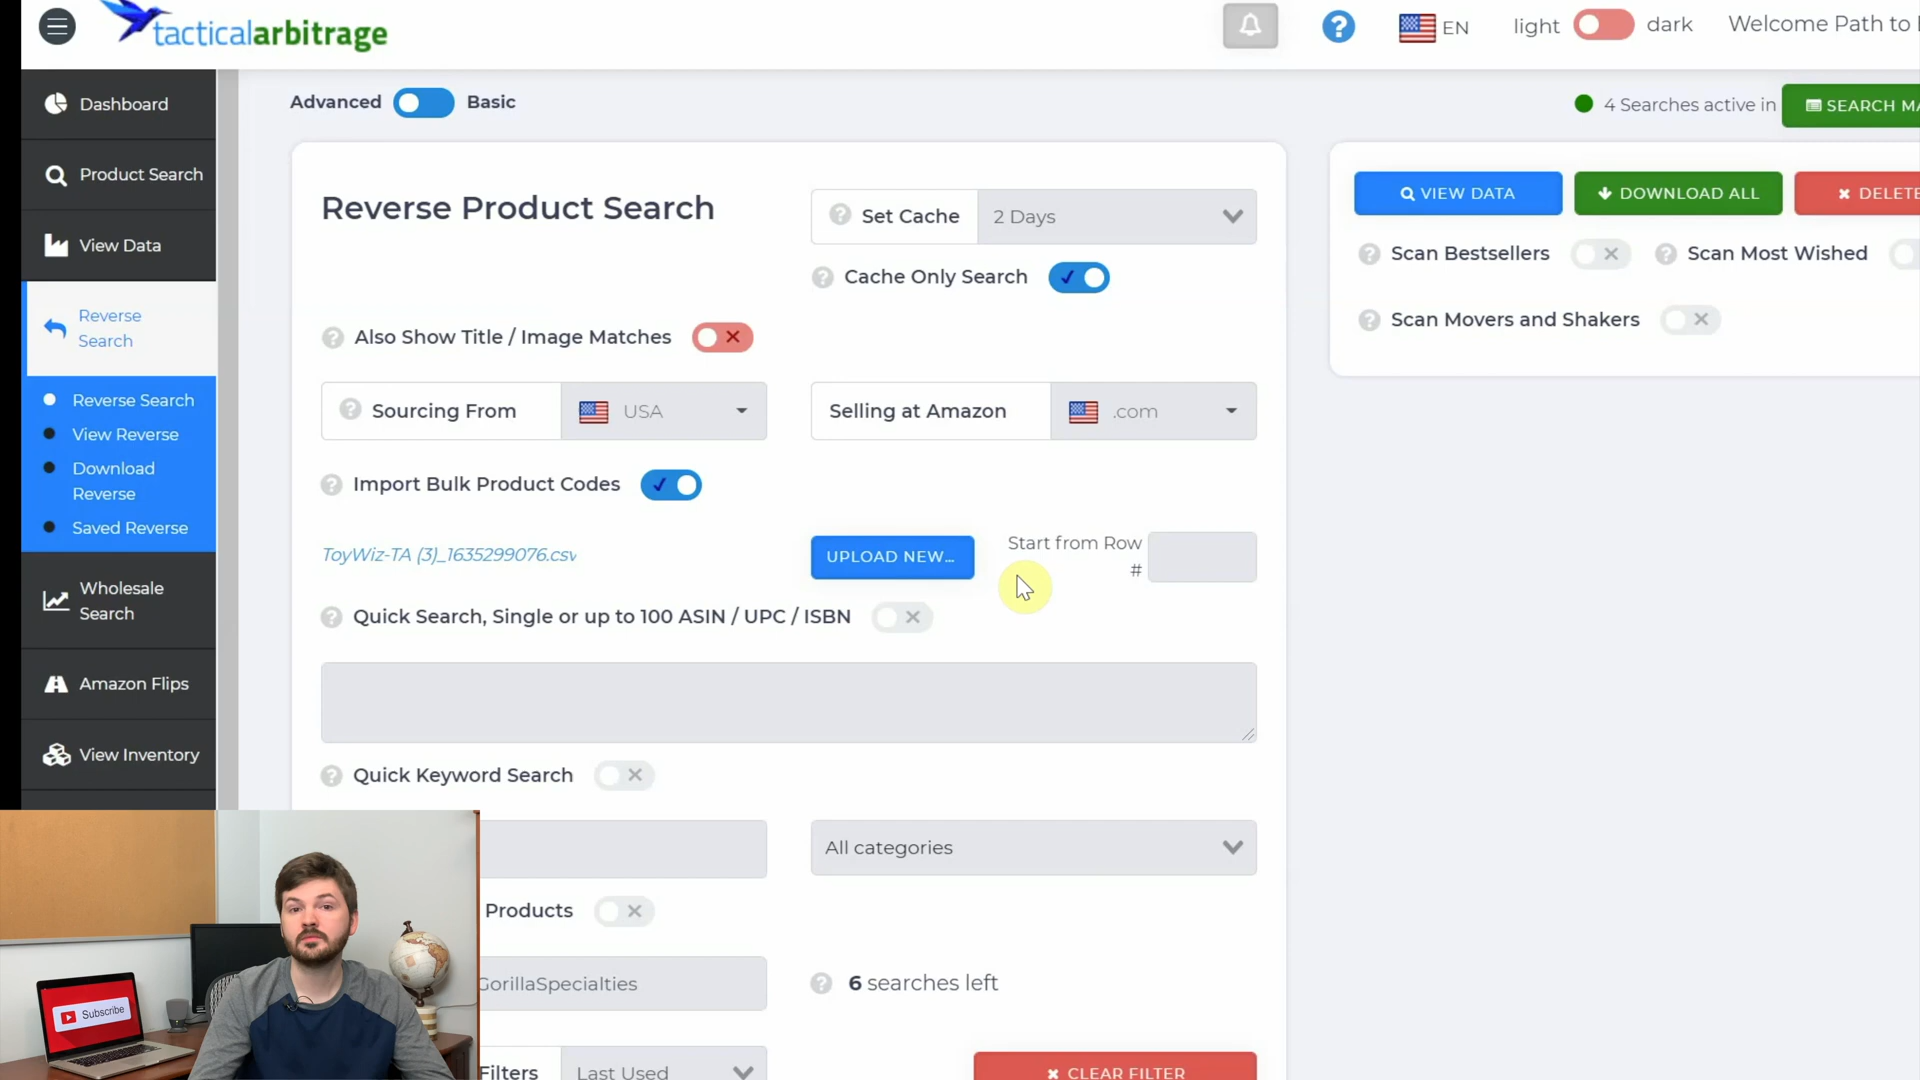 tacticalarbitrage
EN
light
dark
Welcome Path to
Dashboard
Product Search
View Data
Reverse
Search
Reverse Search
View Reverse
Download
Reverse
Saved Reverse
Wholesale
Search
Amazon Flips
View Inventory
Advanced
Basic
4 Searches active in
SEARCH MA
Reverse Product Search
Set Cache
2 Days
Cache Only Search
Also Show Title / Image Matches
Sourcing From
USA
Selling at Amazon
.com
Import Bulk Product Codes
ToyWiz-TA (3)_1635299076.csv
UPLOAD NEW...
Start from Row
#
Quick Search, Single or up to 100 ASIN / UPC / ISBN
Quick Keyword Search
All categories
Products
GorillaSpecialties
6 searches left
Filters
Last Used
CLEAR FILTER
VIEW DATA
DOWNLOAD ALL
DELETE
Scan Bestsellers
Scan Most Wished
Scan Movers and Shakers
Subscribe